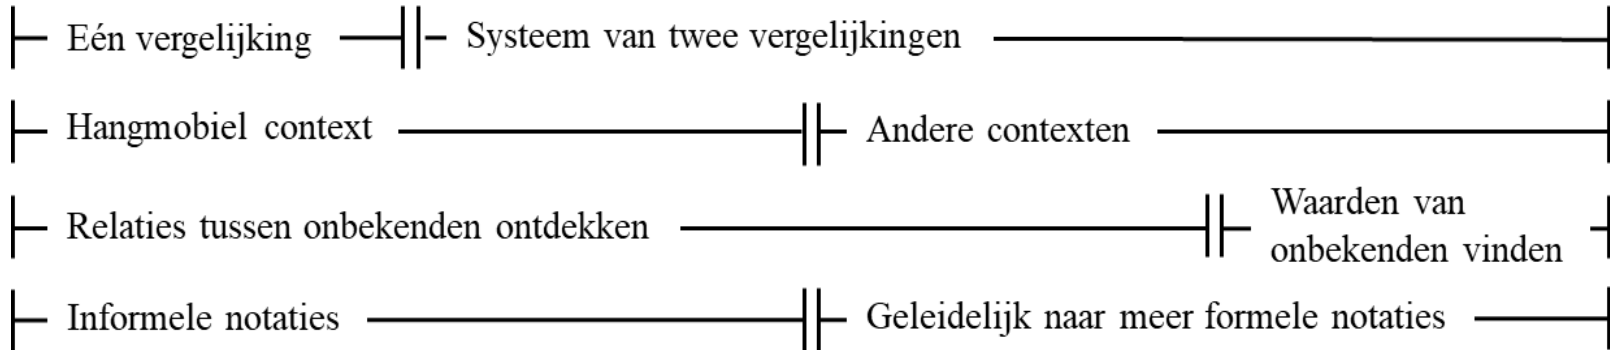 Eén vergelijking Systeem van twee vergelijkingen
Hangmobiel context Andere contexten
Relaties tussen onbekenden ontdekken Waarden van
onbekenden vinden
Informele notaties Geleidelijk naar meer formele notaties